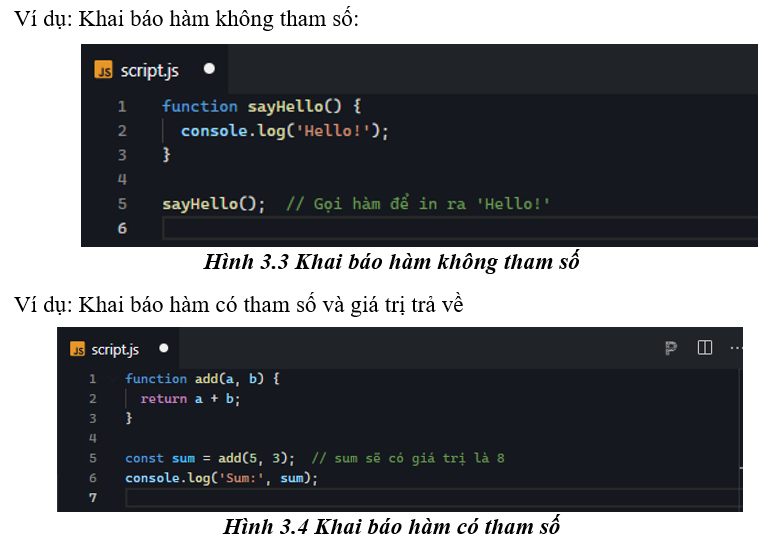 Ví dụ: Khai báo hàm không tham số:
JS script.js
1 function sayHello() {
2 console.log('Hello!');
3 }
4
5 sayHello(); // Gọi hàm để in ra 'Hello!'
6
Hình 3.3 Khai báo hàm không tham số
Ví dụ: Khai báo hàm có tham số và giá trị trả về
JS script.js
1 function add(a, b) {
2 return a + b;
3 }
4
5 const sum = add(5, 3); // sum sẽ có giá trị là 8
6 console.log('Sum:', sum);
7
Hình 3.4 Khai báo hàm có tham số